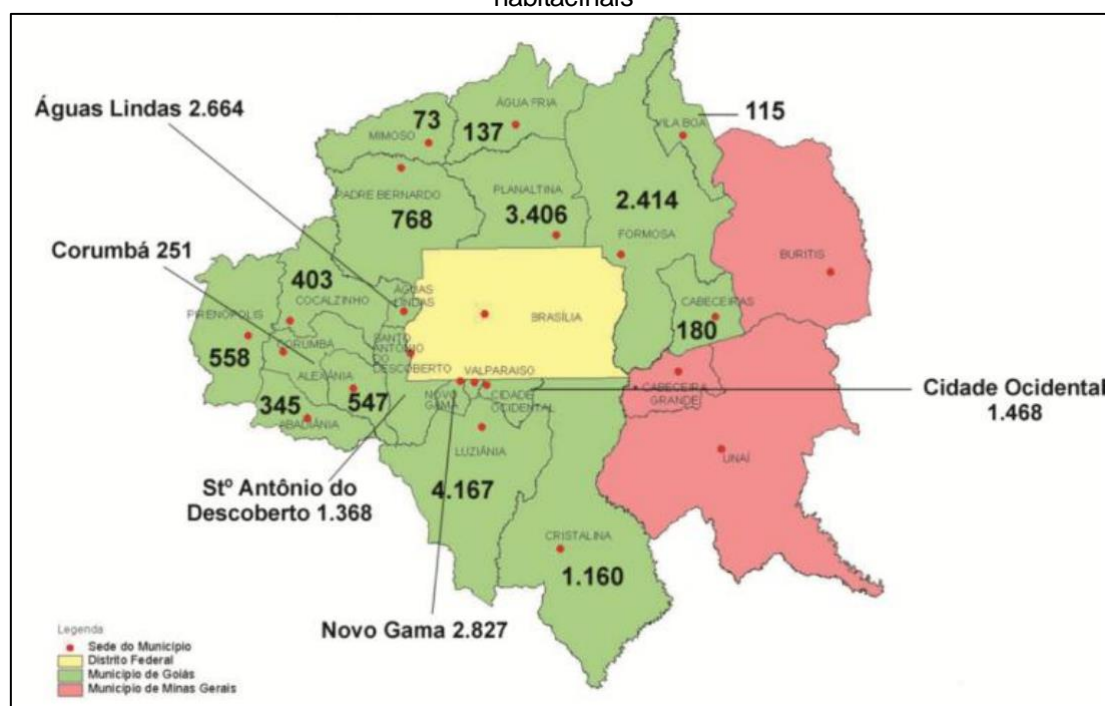 habitacinais
Águas Lindas 2.664
73
MIMOSO
ÁGUA FRIA
137
VILA BOA
115
PADRE BERNARDO
768
PLANALTINA
3.406
2.414
FORMOSA
BURITIS
Corumbá 251
403
COCALZINHO
ÁGUAS
LINDAS
BRASÍLIA
CABECEIRAS
180
PIRENÓPOLIS
558
CORUMBÁ
SANTO
ANTÔNIO
DO
DESCOBERTO
ALEXÂNIA
547
345
ABADIÂNIA
VALPARAISO
NOVO
GAMA
CIDADE
OCIDENTAL
CABECEIRA
GRANDE
Cidade Ocidental
1.468
LUZIÂNIA
4.167
UNAÍ
Stº Antônio do
Descoberto 1.368
CRISTALINA
1.160
Novo Gama 2.827
Legenda
Sede do Município
Distrito Federal
Município de Goiás
Município de Minas Gerais